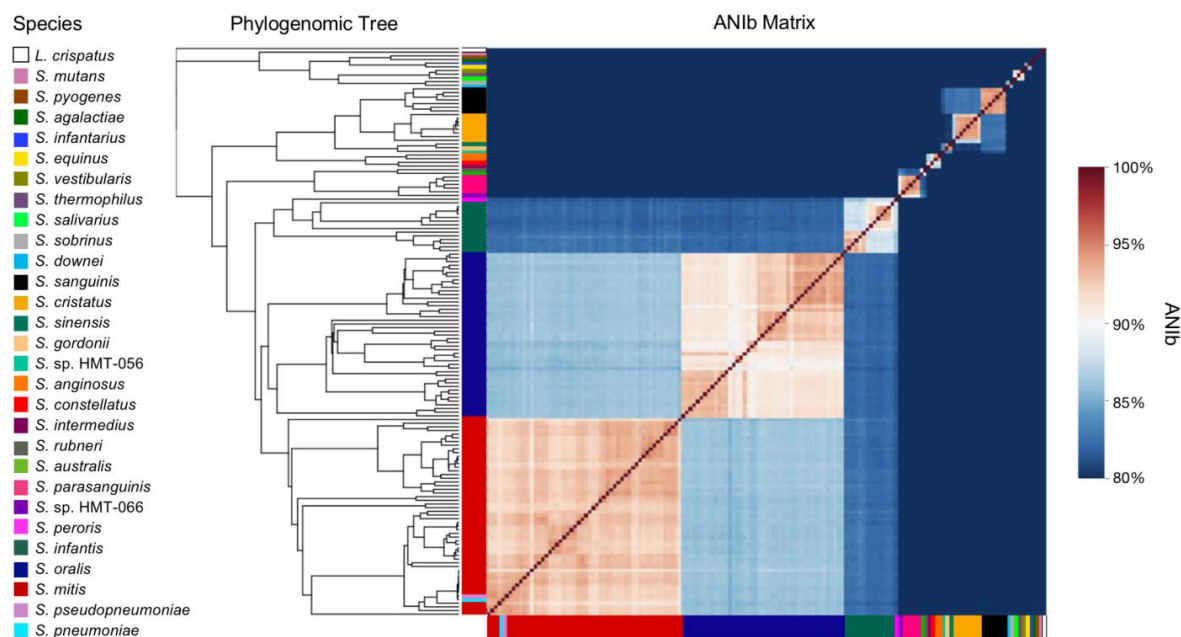 Species
Phylogenomic Tree
ANIb Matrix
L. crispatus
S. mutans
S. pyogenes
S. agalactiae
S. infantarius
S. equinus
S. vestibularis
S. thermophilus
S. salivarius
S. sobrinus
S. downei
S. sanguinis
S. cristatus
S. sinensis
S. gordonii
S. sp. HMT-056
S. anginosus
S. constellatus
S. intermedius
S. rubneri
S. australis
S. parasanguinis
S. sp. HMT-066
S. peroris
S. infantis
S. oralis
S. mitis
S. pseudopneumoniae
S. pneumoniae
100%
95%
90%
85%
80%
ANIb